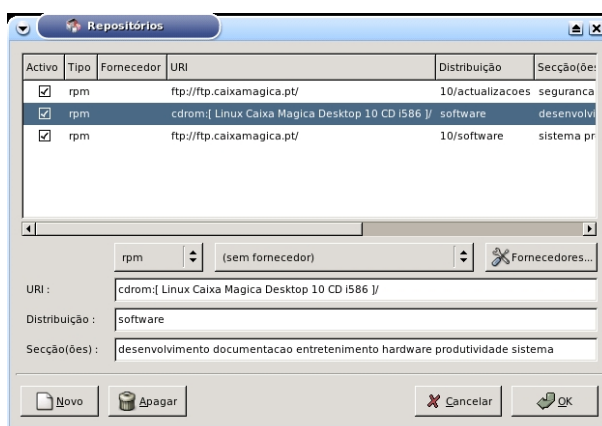 Repositórios
Activo Tipo Fornecedor URI Distribuição Secção(ões
rpm ftp://ftp.caixamagica.pt/ 10/actualizacoes seguranca
rpm cdrom:[ Linux Caixa Magica Desktop 10 CD i586 ]/ software desenvolvi
rpm ftp://ftp.caixamagica.pt/ 10/software sistema pr
rpm (sem fornecedor) Fornecedores...
URI : cdrom:[ Linux Caixa Magica Desktop 10 CD i586 ]/
Distribuição : software
Secção(ões) : desenvolvimento documentacao entretenimento hardware produtividade sistema
Novo Apagar Cancelar OK